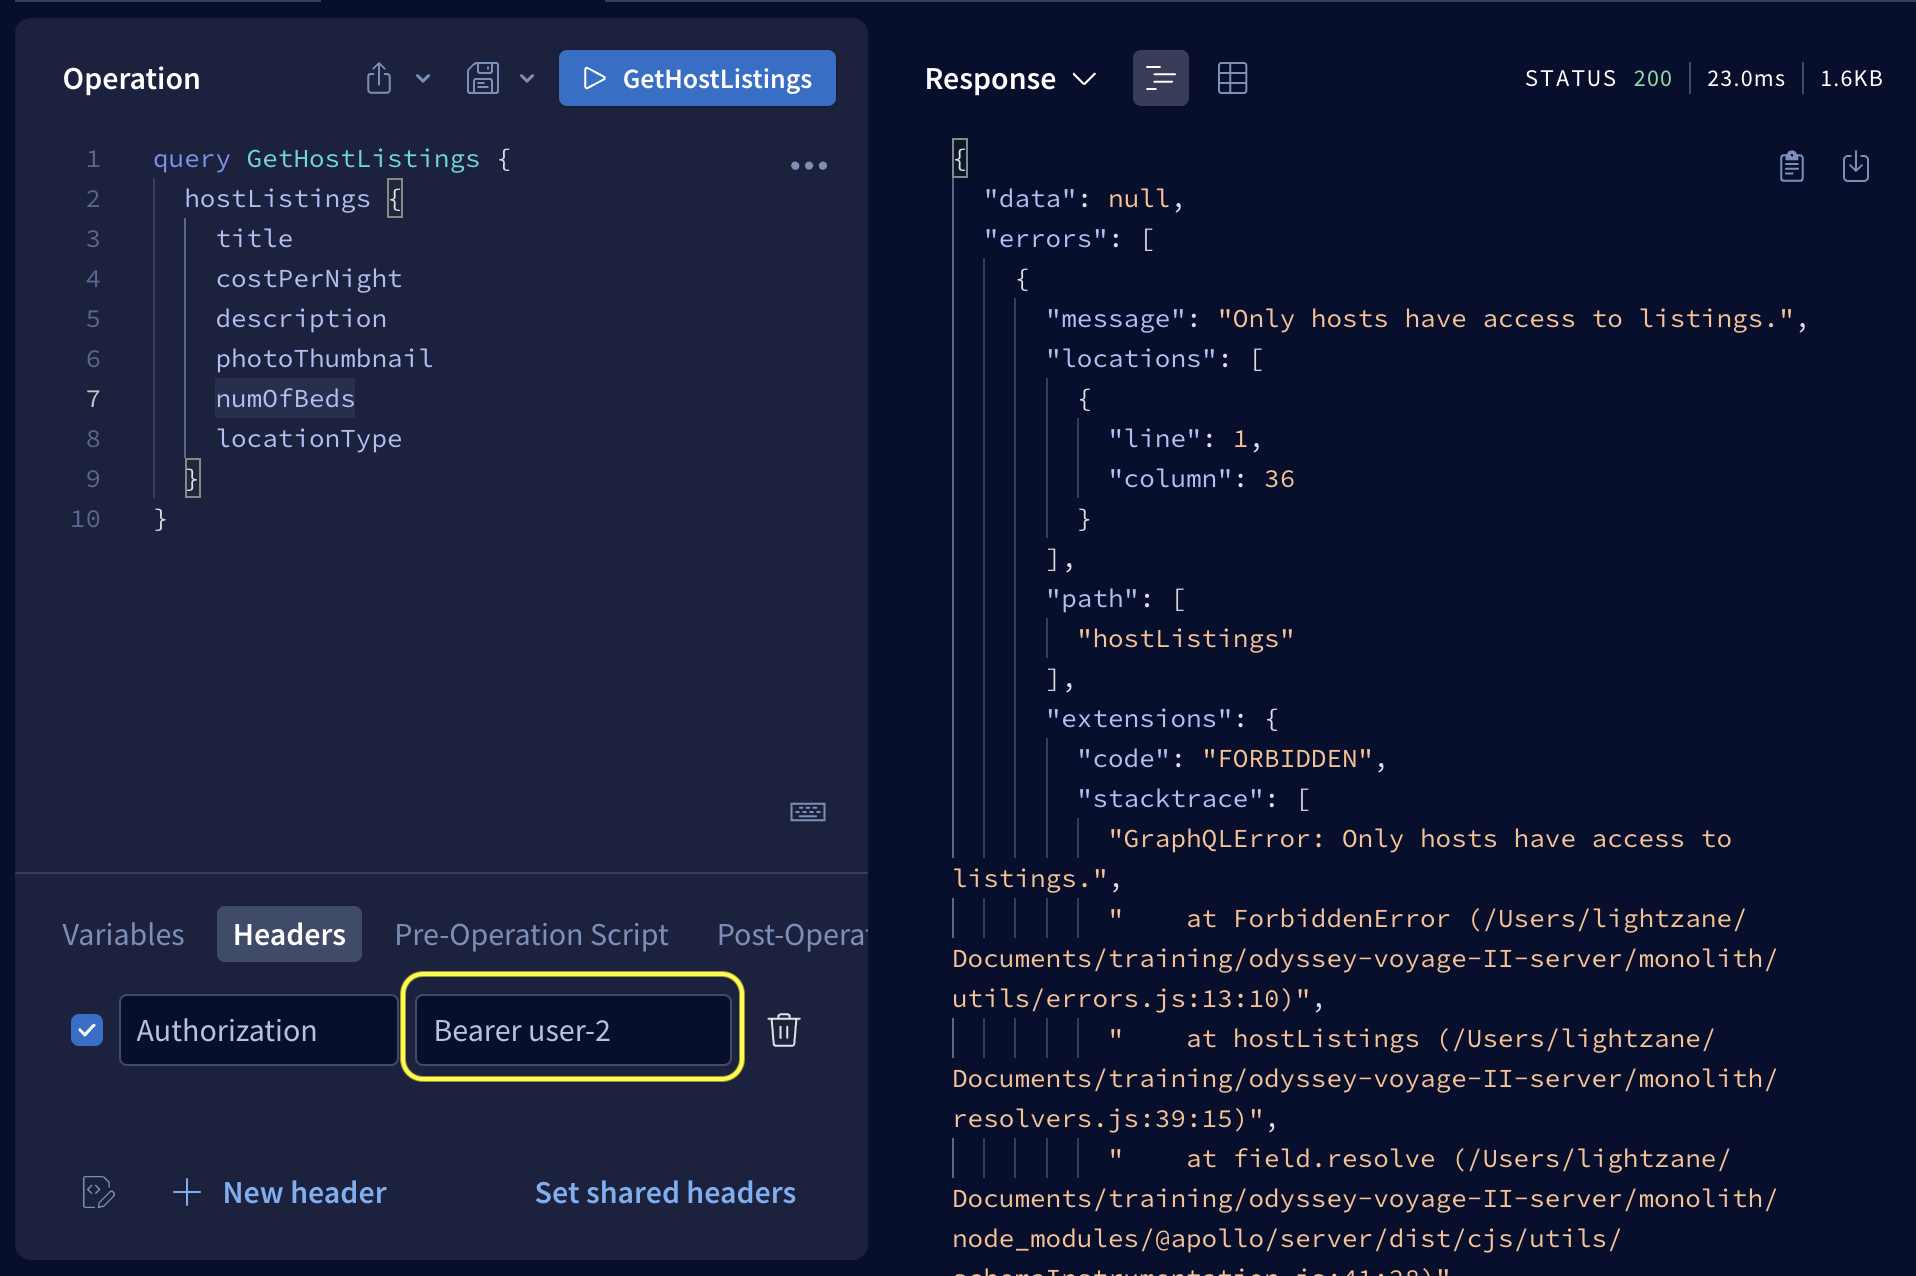 Operation
GetHostListings
1 query GetHostListings {
2 hostListings {
3 title
4 costPerNight
5 description
6 photoThumbnail
7 numOfBeds
8 locationType
9 }
10 }
Variables Headers Pre-Operation Script Post-Operat
Authorization Bearer user-2
New header Set shared headers
Response STATUS 200 23.0ms 1.6KB
{
"data": null,
"errors": [
{
"message": "Only hosts have access to listings.",
"locations": [
{
"line": 1,
"column": 36
}
],
"path": [
"hostListings"
],
"extensions": {
"code": "FORBIDDEN",
"stacktrace": [
"GraphQLError: Only hosts have access to
listings.",
" at ForbiddenError (/Users/lightzane/
Documents/training/odyssey-voyage-II-server/monolith/
utils/errors.js:13:10)",
" at hostListings (/Users/lightzane/
Documents/training/odyssey-voyage-II-server/monolith/
resolvers.js:39:15)",
" at field.resolve (/Users/lightzane/
Documents/training/odyssey-voyage-II-server/monolith/
node_modules/@apollo/server/dist/cjs/utils/
schemaInstrumentation.js:41:28)"